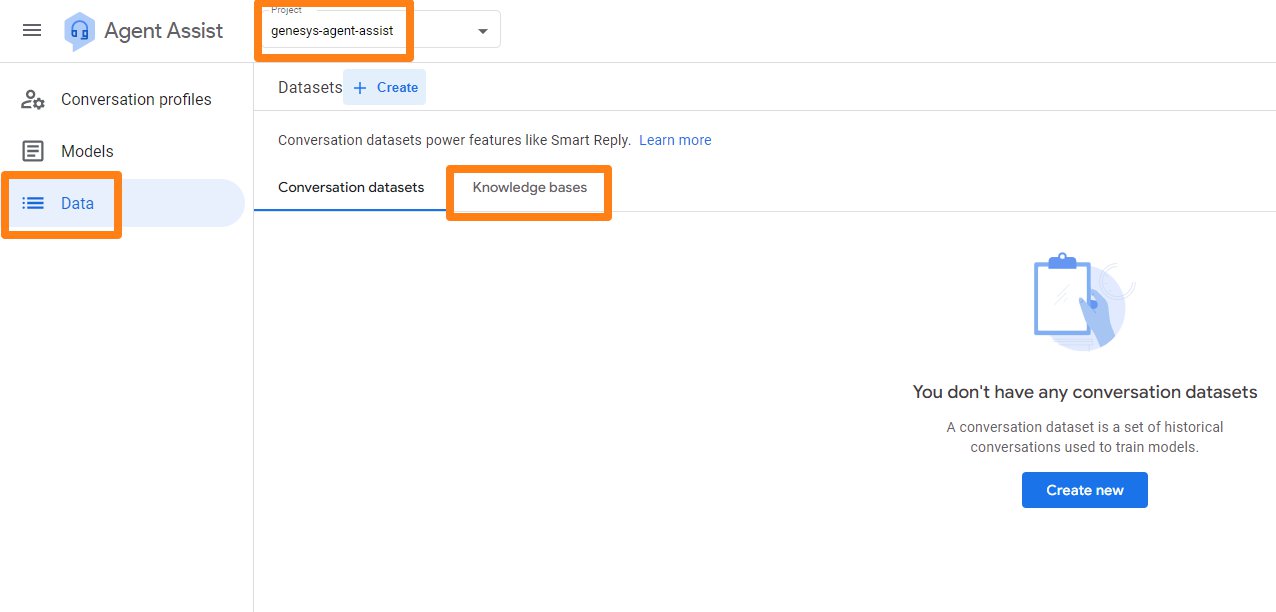 Agent Assist
Project
genesys-agent-assist
Conversation profiles
Models
Data
Datasets
Create
Conversation datasets power features like Smart Reply. Learn more
Conversation datasets
Knowledge bases
You don't have any conversation datasets
A conversation dataset is a set of historical
conversations used to train models.
Create new